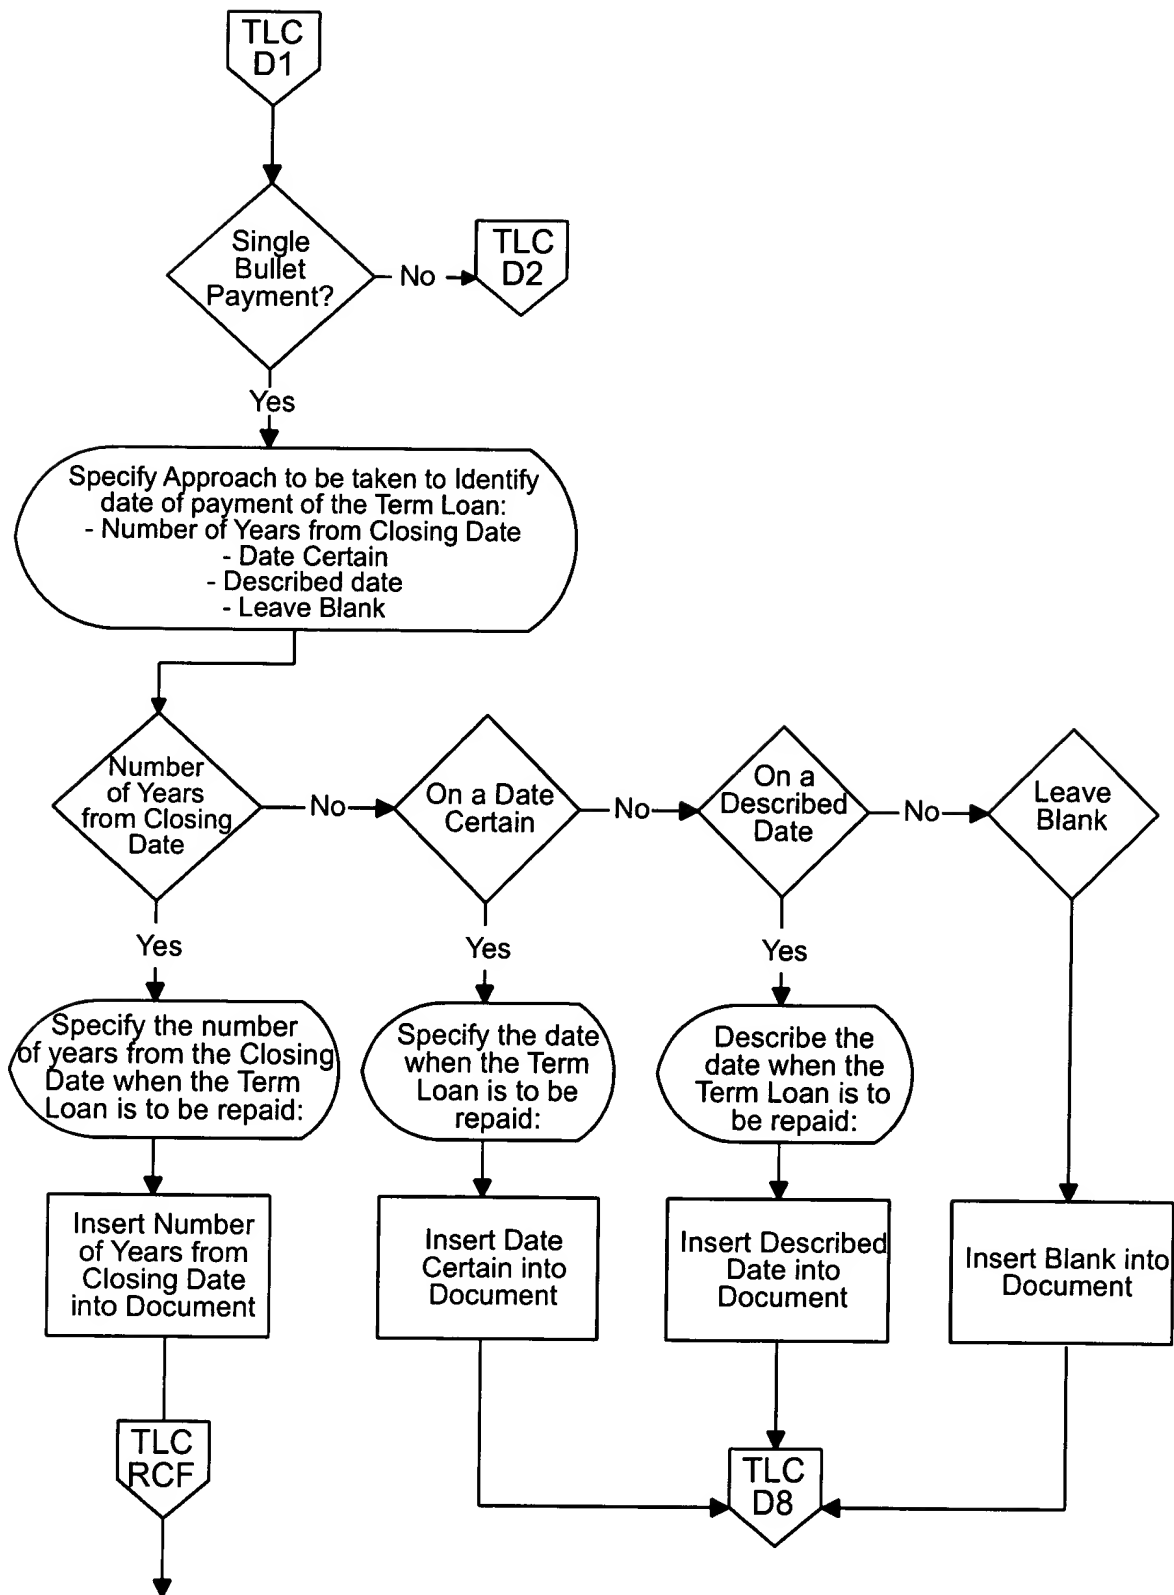 TLC
D1
Single
Bullet
Payment?
No
TLC
D2
Yes
Specify Approach to be taken to Identify
date of payment of the Term Loan:
- Number of Years from Closing Date
- Date Certain
- Described date
- Leave Blank
Number
of Years
from Closing
Date
No
On a Date
Certain
No
On a
Described
Date
No
Leave
Blank
Yes
Yes
Yes
Specify the number
of years from the Closing
Date when the Term
Loan is to be repaid:
Specify the date
when the Term
Loan is to be
repaid:
Describe the
date when the
Term Loan is to
be repaid:
Insert Number
of Years from
Closing Date
into Document
Insert Date
Certain into
Document
Insert Described
Date into
Document
Insert Blank into
Document
TLC
RCF
TLC
D8